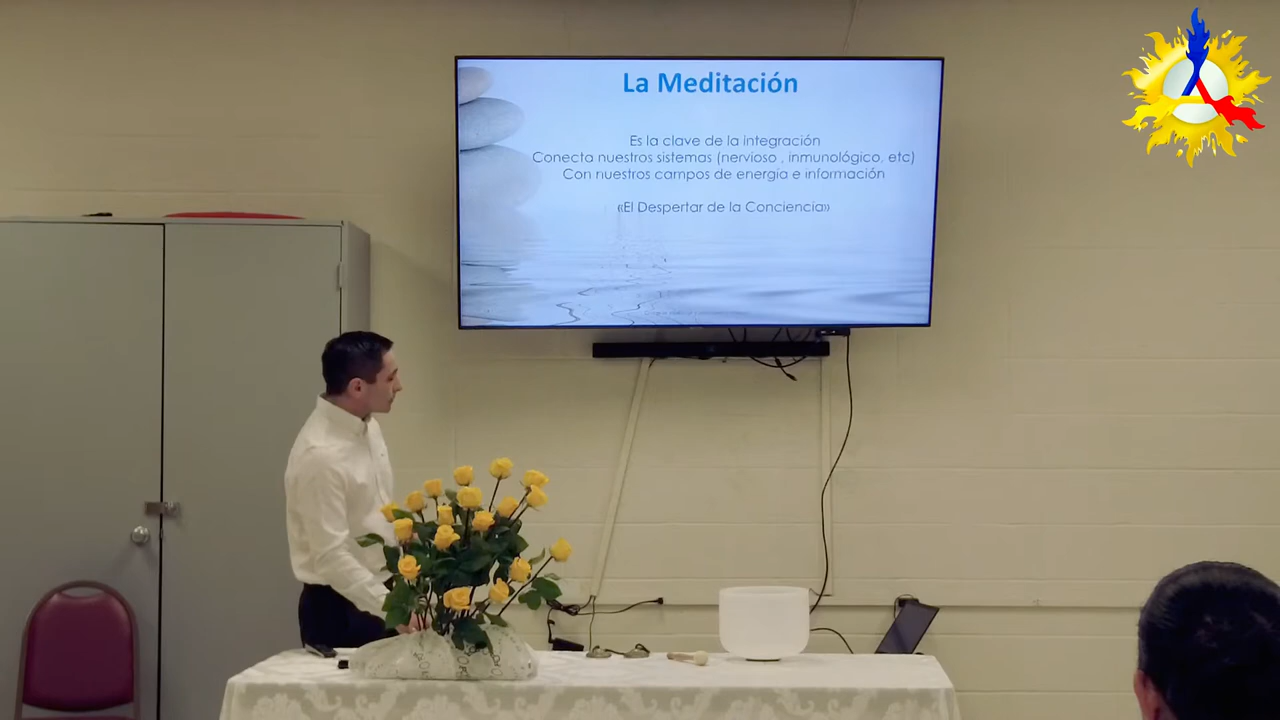 La Meditación
Es la clave de la integración
Conecta nuestros sistemas (nervioso , inmunológico, etc)
Con nuestros campos de energia e información
«El Despertar de la Conciencia»